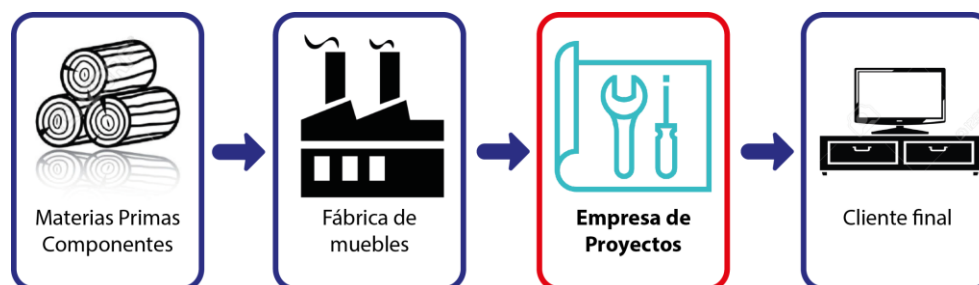 Materias Primas
Componentes
Fábrica de
muebles
Empresa de
Proyectos
Cliente final